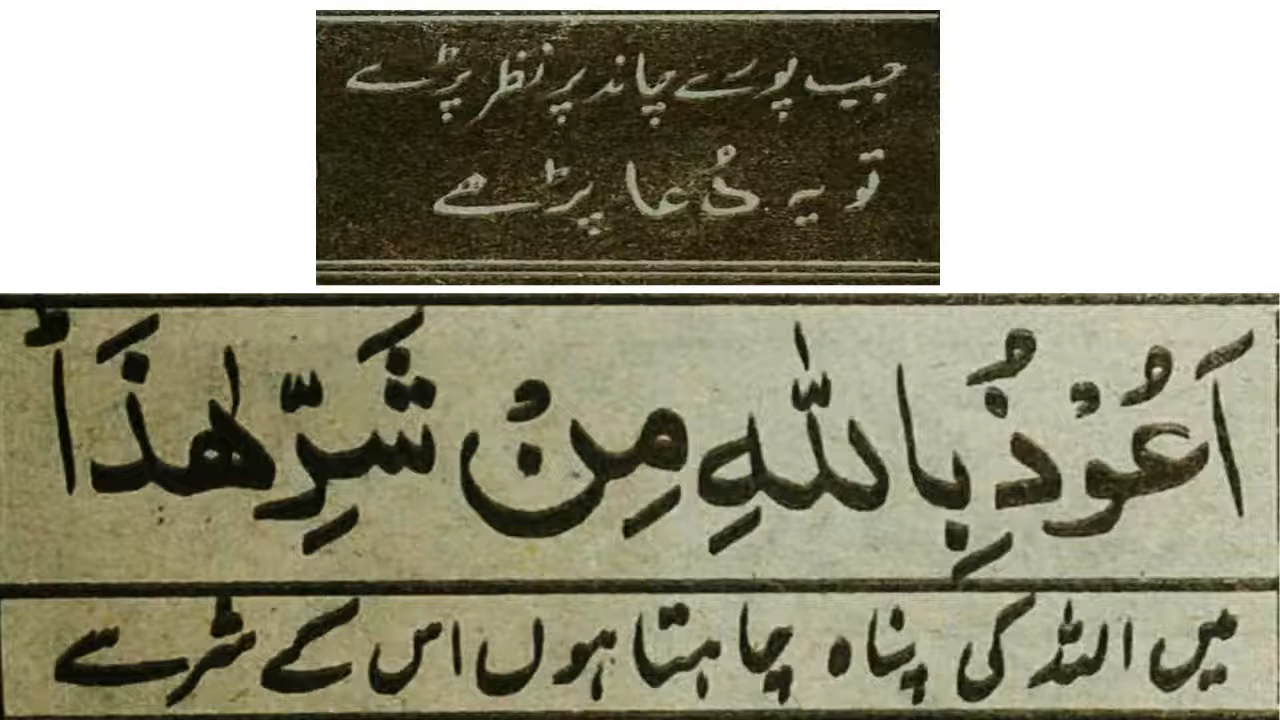 جب پورے چاند پر نظر پڑے
تو یہ دُعا پڑھے
اَعُوْذُ بِاللّٰهِ مِنْ شَرِّ هٰذَا ؕ
میں اللہ کی پناہ چاہتا ہوں اس کے شر سے